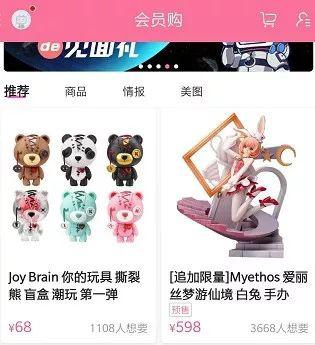 会员购
de见面礼
推荐 商品 情报 美图
Joy Brain 你的玩具 撕裂
熊 盲盒 潮玩 第一弹
¥68 1108人想要
[追加限量]Myethos 爱丽
丝梦游仙境 白兔 手办
预售
¥598 3668人想要